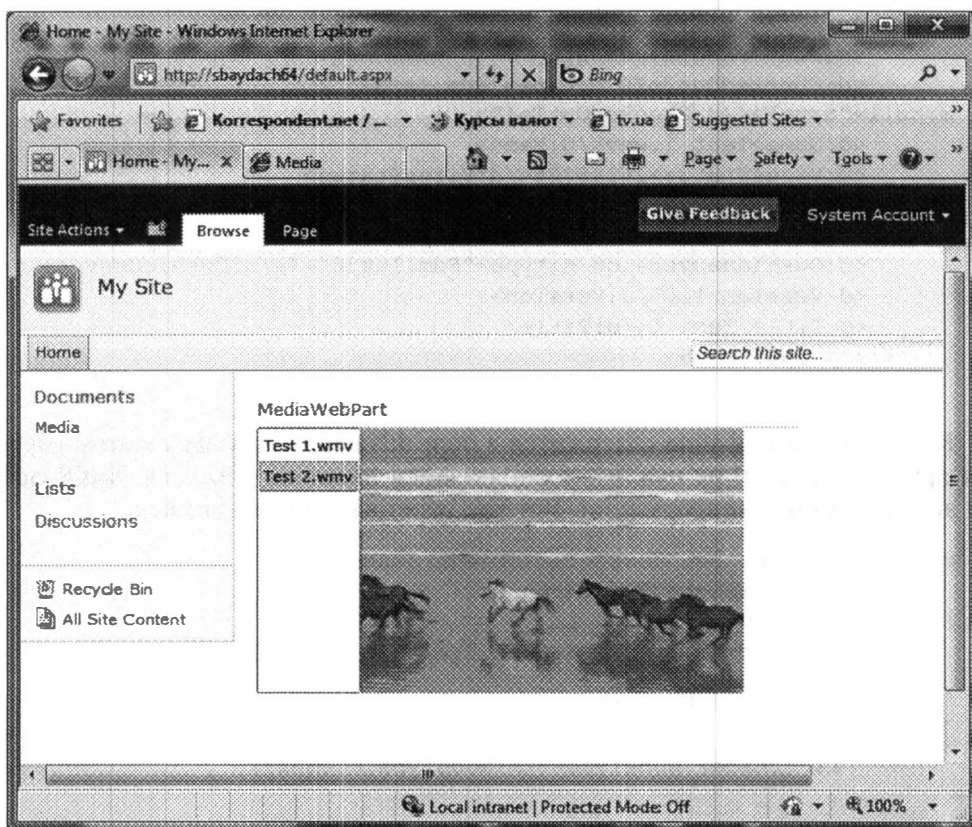 Home - My Site - Windows Internet Explorer
http://sbaydach64/default.aspx
Bing
Favorites Korrespondent.net / ... Курсы валют tv.ua Suggested Sites
Home - My... X Media Page Safety Tools
Site Actions Browse Page Give Feedback System Account
My Site
Home Search this site...
Documents
Media
Lists
Discussions
Recycle Bin
All Site Content
MediaWebPart
Test 1.wmv
Test 2.wmv
Local intranet | Protected Mode: Off 100%